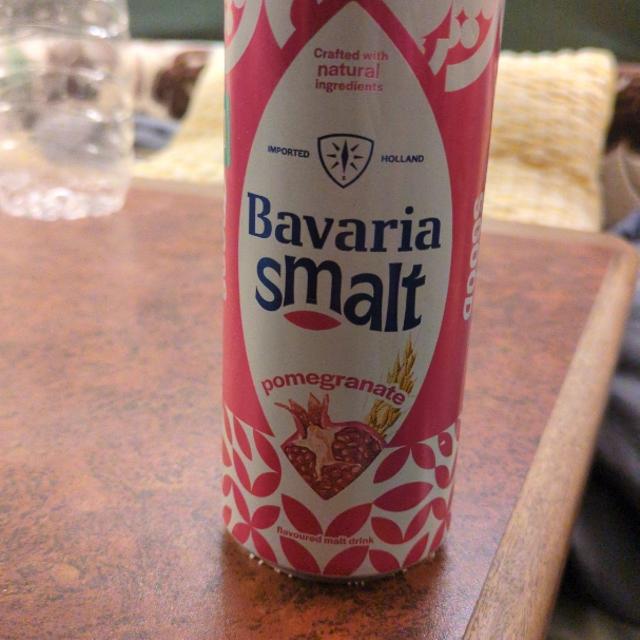 Crafted with
natural
ingredients
IMPORTED HOLLAND
Bavaria
smalt
pomegranate
flavoured malt drink